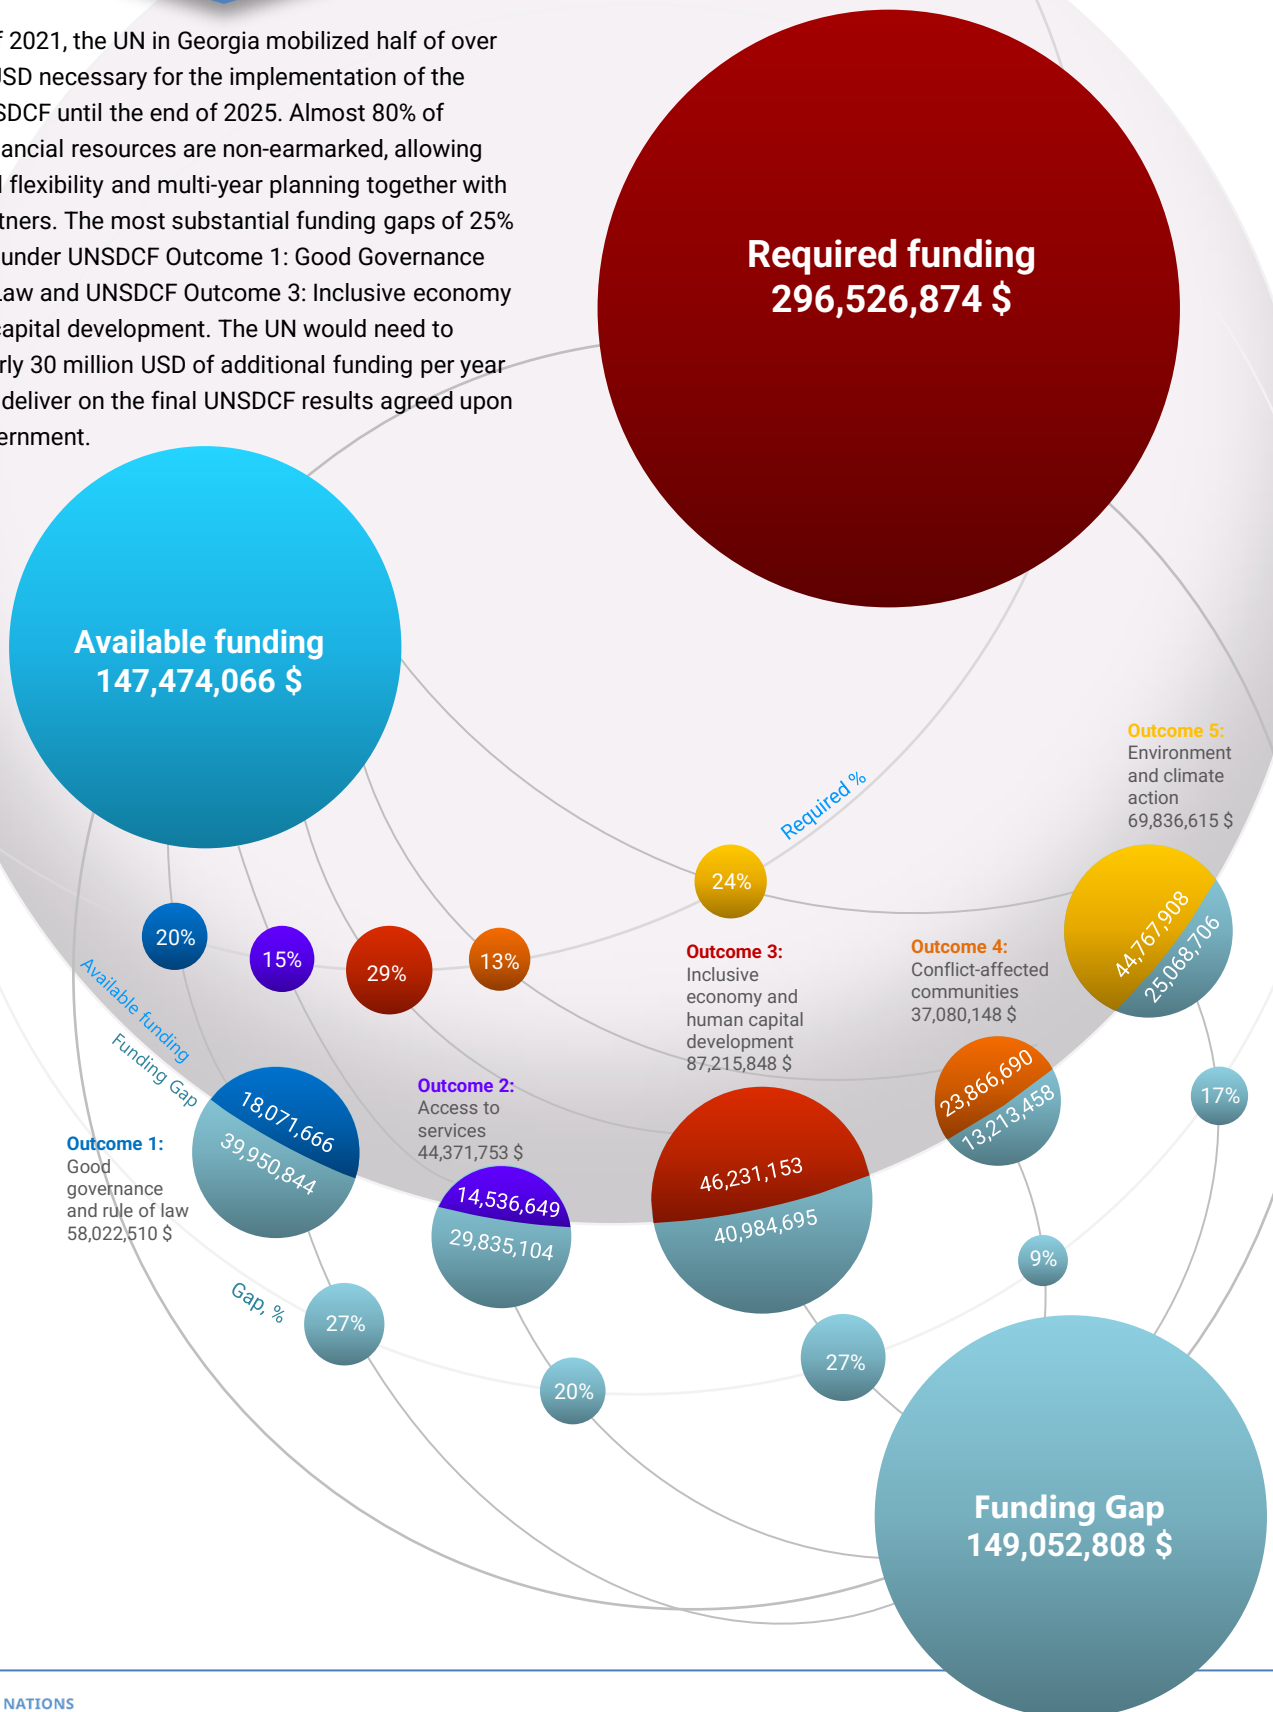 f 2021, the UN in Georgia mobilized half of over
USD necessary for the implementation of the
SDCF until the end of 2025. Almost 80% of
ancial resources are non-earmarked, allowing
l flexibility and multi-year planning together with
tners. The most substantial funding gaps of 25%
under UNSDCF Outcome 1: Good Governance
Law and UNSDCF Outcome 3: Inclusive economy
capital development. The UN would need to
rly 30 million USD of additional funding per year
deliver on the final UNSDCF results agreed upon
ernment.
Required funding
296,526,874 $
Available funding
147,474,066 $
Required %
24%
20%
15%
29%
13%
Outcome 5:
Environment
and climate
action
69,836,615 $
44,767,908
25,068,706
Outcome 4:
Conflict-affected
communities
37,080,148 $
23,866,690
13,213,458
Outcome 3:
Inclusive
economy and
human capital
development
87,215,848 $
46,231,153
40,984,695
Outcome 2:
Access to
services
44,371,753 $
14,536,649
29,835,104
Available funding
Funding Gap
18,071,666
39,950,844
Outcome 1:
Good
governance
and rule of law
58,022,510 $
Gap, %
27%
20%
27%
9%
17%
Funding Gap
149,052,808 $
NATIONS